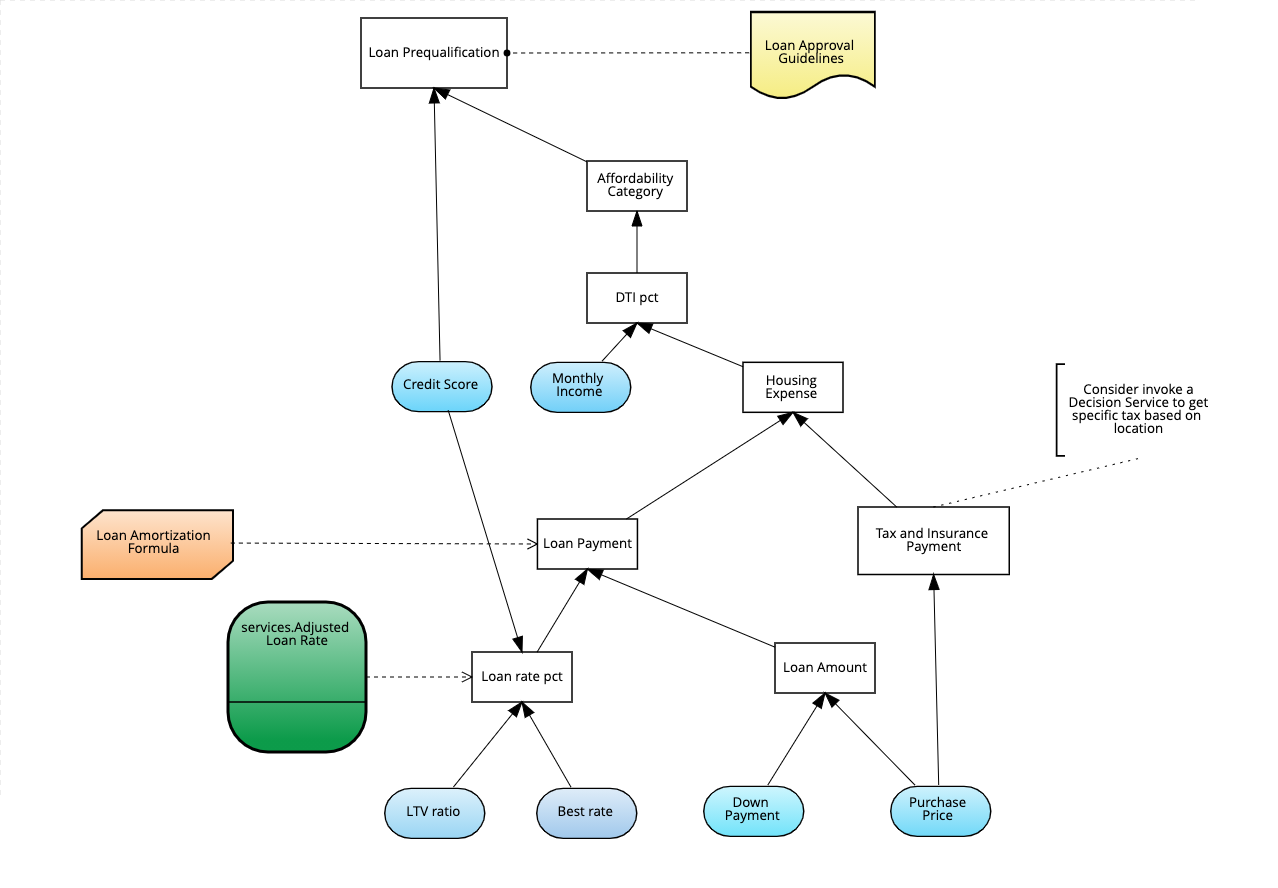 Loan Prequalification
Loan Approval
Guidelines
Affordability
Category
DTI pct
Credit Score
Monthly
Income
Housing
Expense
Consider invoke a
Decision Service to get
specific tax based on
location
Loan Amortization
Formula
Loan Payment
Tax and Insurance
Payment
services.Adjusted
Loan Rate
Loan rate pct
Loan Amount
LTV ratio
Best rate
Down
Payment
Purchase
Price